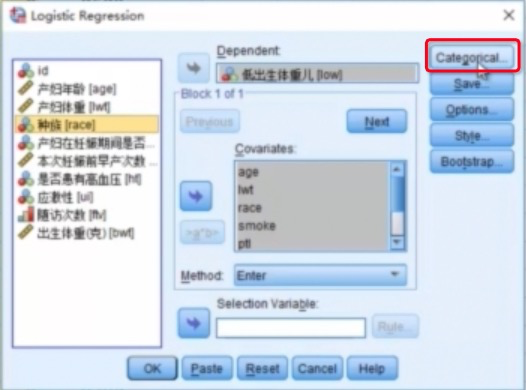 Logistic Regression
Dependent:
低出生体重儿 [low]
id
产妇年龄 [age]
产妇体重 [lwt]
种族 [race]
产妇在妊娠期间是否...
本次妊娠前早产次数 ...
是否患有高血压 [ht]
应激性 [ui]
随访次数 [ftv]
出生体重(克) [bwt]
Block 1 of 1
Previous
Next
Covariates:
age
lwt
race
smoke
ptl
>a*b>
Method:
Enter
Selection Variable:
Rule...
Categorical...
Save...
Options...
Style...
Bootstrap...
OK
Paste
Reset
Cancel
Help